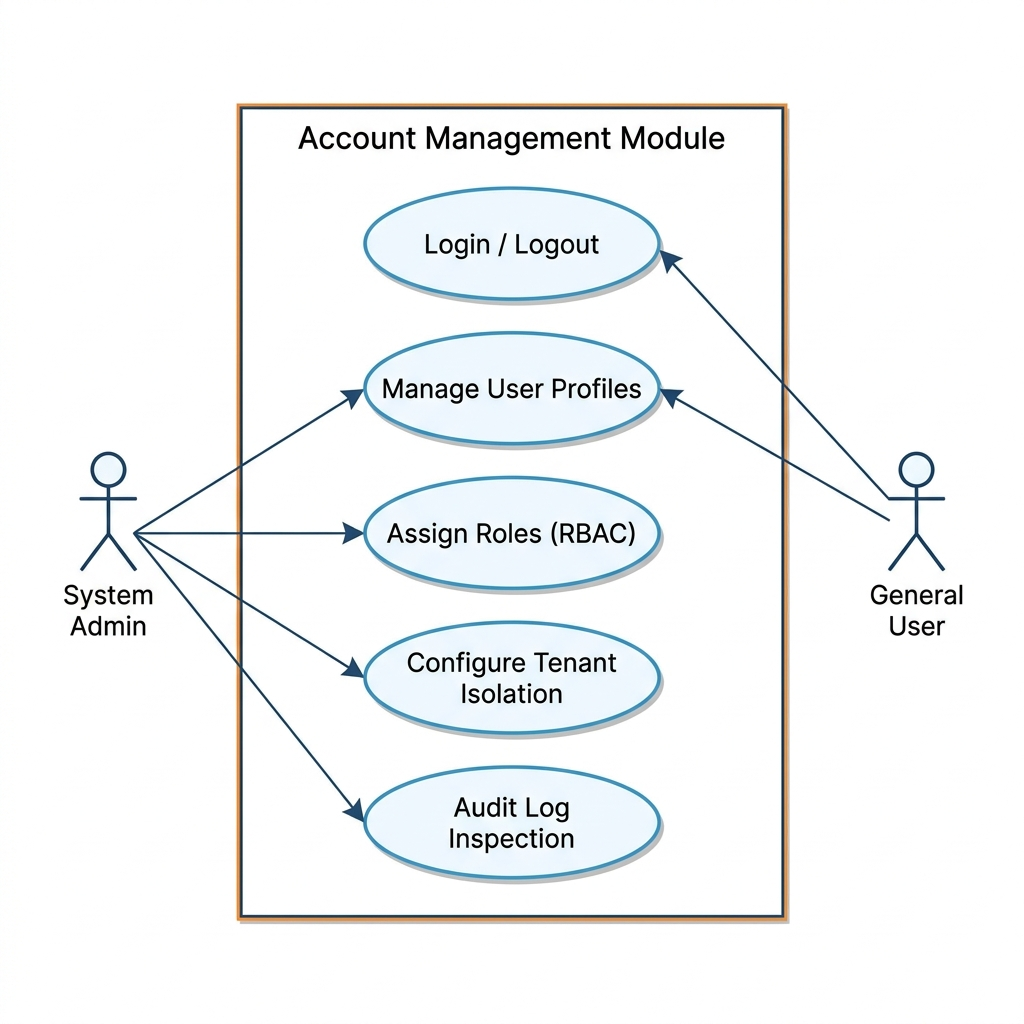 Account Management Module
Login / Logout
Manage User Profiles
Assign Roles (RBAC)
Configure Tenant
Isolation
Audit Log
Inspection
System
Admin
General
User